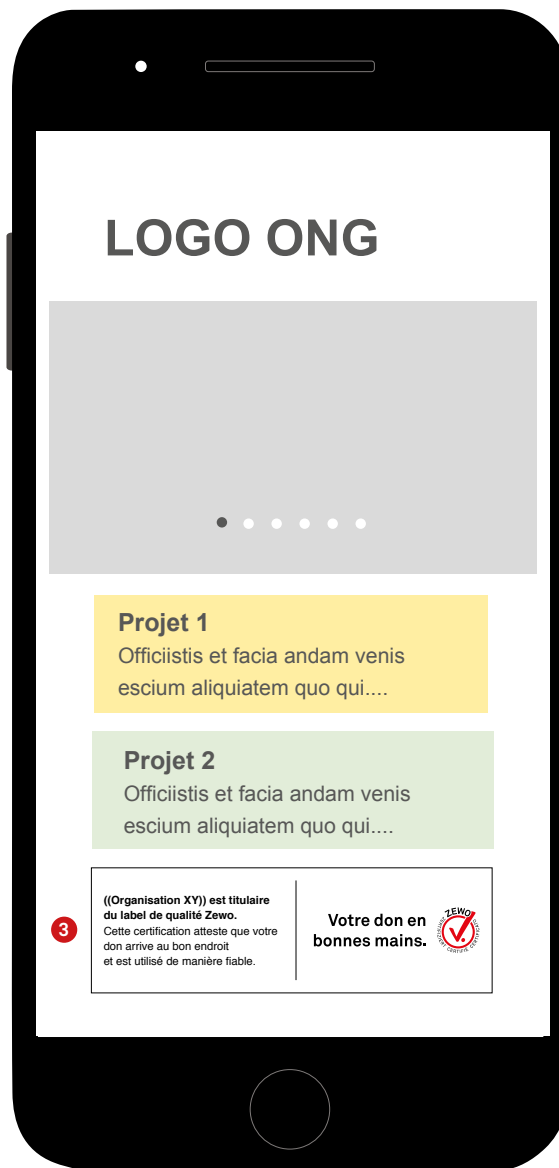 LOGO ONG
Projet 1
Officiistis et facia andam venis
escium aliquiatem quo qui....
Projet 2
Officiistis et facia andam venis
escium aliquiatem quo qui....
3
((Organisation XY)) est titulaire
du label de qualité Zewo.
Cette certification atteste que votre
don arrive au bon endroit
et est utilisé de manière fiable.
Votre don en
bonnes mains.
ZEWO